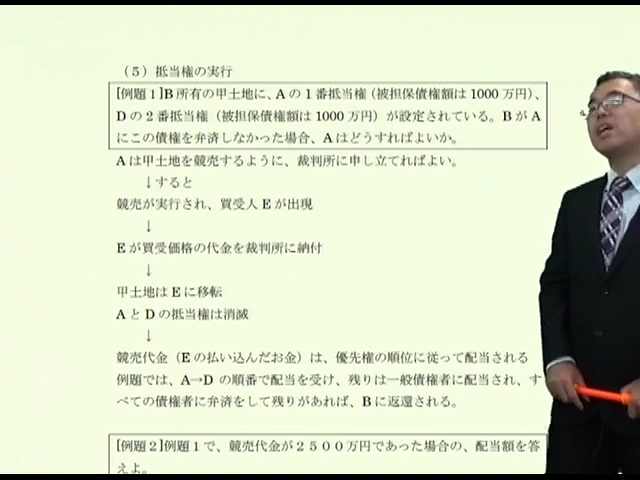 （５）抵当権の実行
[例題１]Ｂ所有の甲土地に、Ａの１番抵当権（被担保債権額は1000万円）、
Ｄの２番抵当権（被担保債権額は1000万円）が設定されている。ＢがＡ
にこの債権を弁済しなかった場合、Ａはどうすればよいか。
Ａは甲土地を競売するように、裁判所に申し立てればよい。
↓すると
競売が実行され、買受人Ｅが出現
↓
Ｅが買受価格の代金を裁判所に納付
↓
甲土地はＥに移転
ＡとＤの抵当権は消滅
↓
競売代金（Ｅの払い込んだお金）は、優先権の順位に従って配当される
例題では、Ａ→Ｄの順番で配当を受け、残りは一般債権者に配当され、す
べての債権者に弁済をして残りがあれば、Ｂに返還される。
[例題２]例題１で、競売代金が２５００万円であった場合の、配当額を答
えよ。